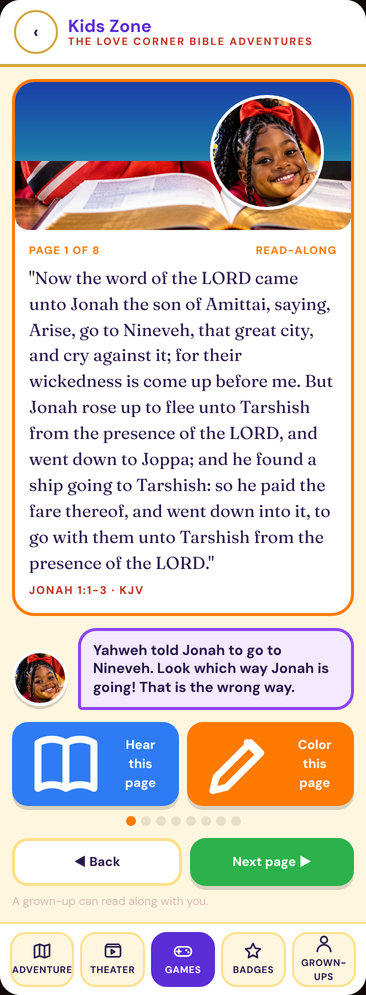 ‹
Kids Zone
THE LOVE CORNER BIBLE ADVENTURES
PAGE 1 OF 8
READ-ALONG
"Now the word of the LORD came
unto Jonah the son of Amittai, saying,
Arise, go to Nineveh, that great city,
and cry against it; for their
wickedness is come up before me. But
Jonah rose up to flee unto Tarshish
from the presence of the LORD, and
went down to Joppa; and he found a
ship going to Tarshish: so he paid the
fare thereof, and went down into it, to
go with them unto Tarshish from the
presence of the LORD."
JONAH 1:1-3 · KJV
Yahweh told Jonah to go to
Nineveh. Look which way Jonah is
going! That is the wrong way.
Hear
this
page
Color
this
page
◀ Back
Next page ▶
A grown-up can read along with you.
ADVENTURE
THEATER
GAMES
BADGES
GROWN-
UPS